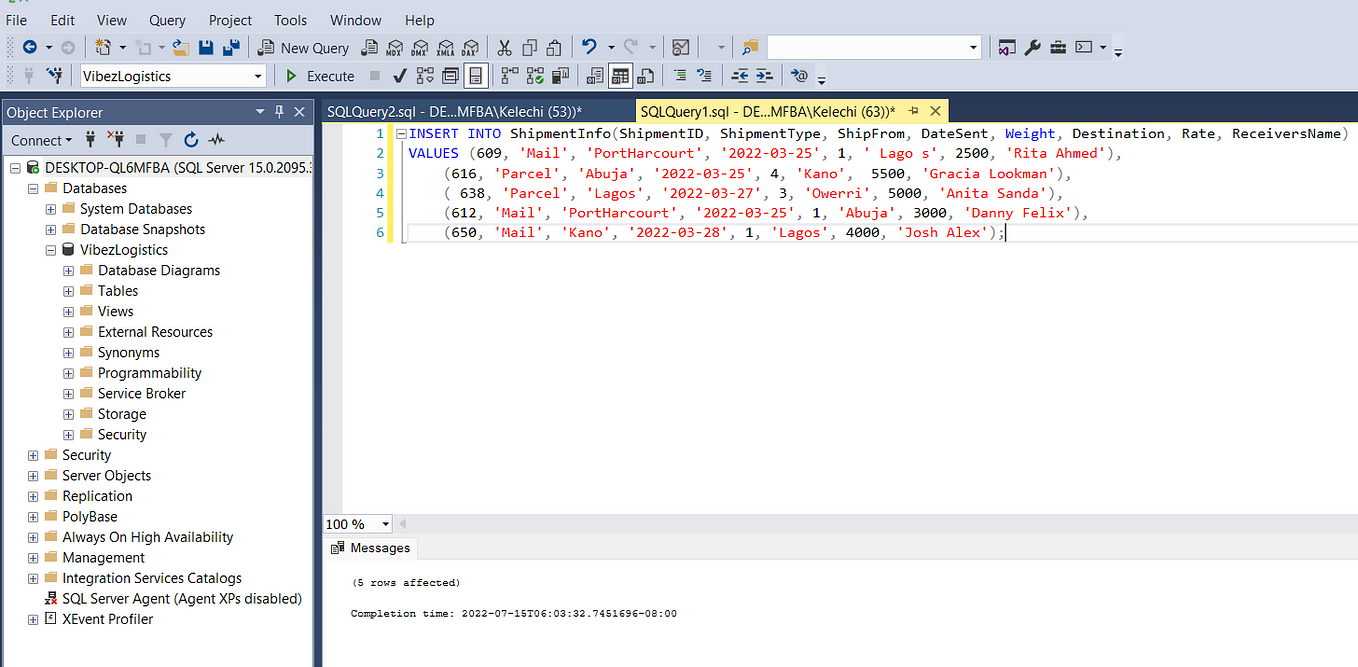 File Edit View Query Project Tools Window Help
New Query MDX DMX XMLA DAX
VibezLogistics Execute
Object Explorer
Connect
DESKTOP-QL6MFBA (SQL Server 15.0.2095.3
Databases
System Databases
Database Snapshots
VibezLogistics
Database Diagrams
Tables
Views
External Resources
Synonyms
Programmability
Service Broker
Storage
Security
Security
Server Objects
Replication
PolyBase
Always On High Availability
Management
Integration Services Catalogs
SQL Server Agent (Agent XPs disabled)
XEvent Profiler
SQLQuery2.sql - DE...MFBA\Kelechi (53))* SQLQuery1.sql - DE...MFBA\Kelechi (63))*
1 INSERT INTO ShipmentInfo(ShipmentID, ShipmentType, ShipFrom, DateSent, Weight, Destination, Rate, ReceiversName)
2 VALUES (609, 'Mail', 'PortHarcourt', '2022-03-25', 1, ' Lago s', 2500, 'Rita Ahmed'),
3 (616, 'Parcel', 'Abuja', '2022-03-25', 4, 'Kano', 5500, 'Gracia Lookman'),
4 ( 638, 'Parcel', 'Lagos', '2022-03-27', 3, 'Owerri', 5000, 'Anita Sanda'),
5 (612, 'Mail', 'PortHarcourt', '2022-03-25', 1, 'Abuja', 3000, 'Danny Felix'),
6 (650, 'Mail', 'Kano', '2022-03-28', 1, 'Lagos', 4000, 'Josh Alex');
100 %
Messages
(5 rows affected)
Completion time: 2022-07-15T06:03:32.7451696-08:00